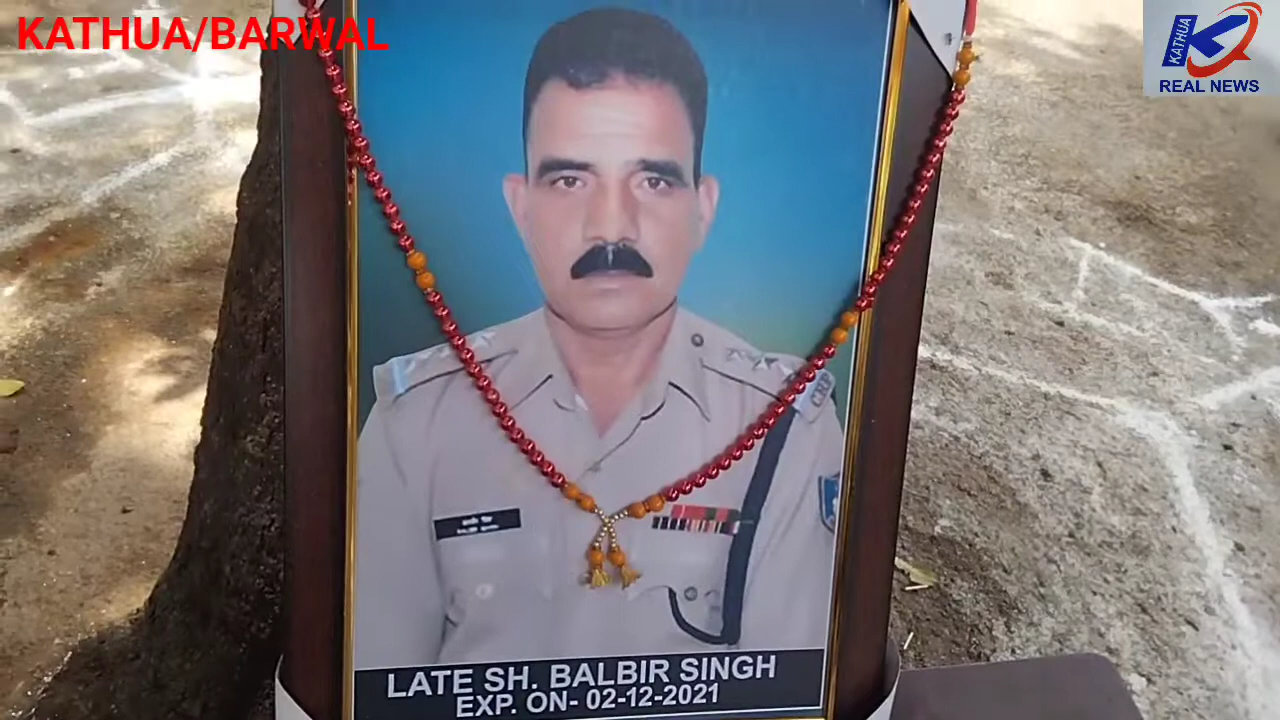 KATHUA/BARWAL
KATHUA
K
REAL NEWS
LATE SH. BALBIR SINGH
EXP. ON- 02-12-2021